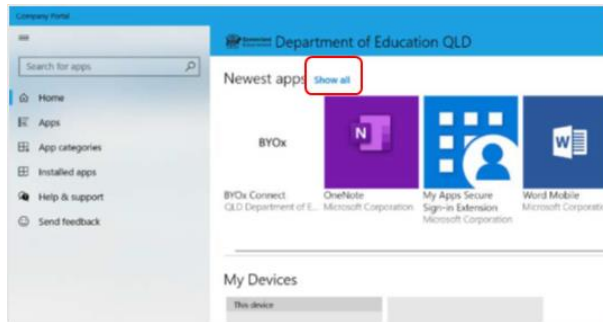 Company Portal
Department of Education QLD
Search for apps
Home
Apps
App categories
Installed apps
Help & support
Send feedback
Newest apps Show all
BYOx
N
W
BYOx Connect
QLD Department of E...
OneNote
Microsoft Corporation
My Apps Secure
Sign-in Extension
Microsoft Corporation
Word Mobile
Microsoft Corporati
My Devices
This device